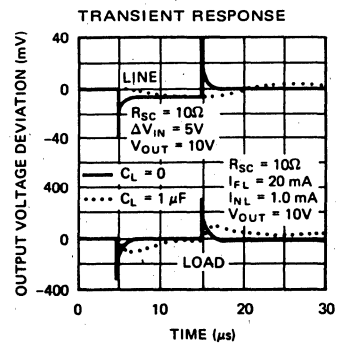 TRANSIENT RESPONSE
OUTPUT VOLTAGE DEVIATION (mV)
40
0
-40
400
0
-400
LINE
RSC = 10Ω
ΔVIN = 5V
VOUT = 10V
CL = 0
CL = 1 μF
RSC = 10Ω
IFL = 20 mA
INL = 1.0 mA
VOUT = 10V
LOAD
0 10 20 30
TIME (μs)